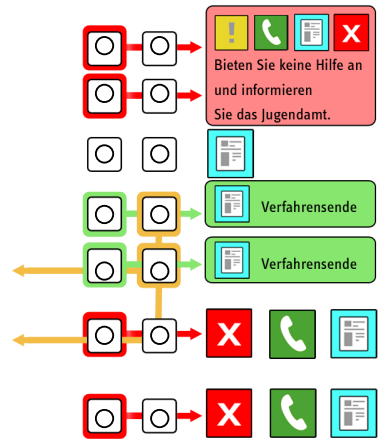 !
X
Bieten Sie keine Hilfe an
und informieren
Sie das Jugendamt.
Verfahrensende
Verfahrensende
X
X